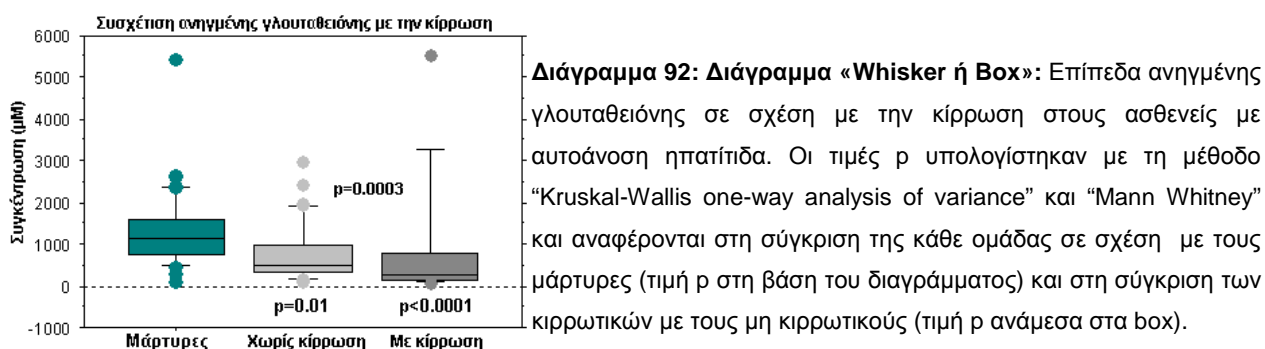 Συσχέτιση ανηγμένης γλουταθειόνης με την κίρρωση
6000
5000
4000
3000
2000
1000
0
-1000
Συγκέντρωση (μΜ)
p=0.0003
p=0.01
p<0.0001
Μάρτυρες
Χωρίς κίρρωση
Με κίρρωση
Διάγραμμα 92: Διάγραμμα «Whisker ή Box»: Επίπεδα ανηγμένης
γλουταθειόνης σε σχέση με την κίρρωση στους ασθενείς με
αυτοάνοση ηπατίτιδα. Οι τιμές p υπολογίστηκαν με τη μέθοδο
“Kruskal-Wallis one-way analysis of variance” και “Mann Whitney”
και αναφέρονται στη σύγκριση της κάθε ομάδας σε σχέση με τους
μάρτυρες (τιμή p στη βάση του διαγράμματος) και στη σύγκριση των
κιρρωτικών με τους μη κιρρωτικούς (τιμή p ανάμεσα στα box).